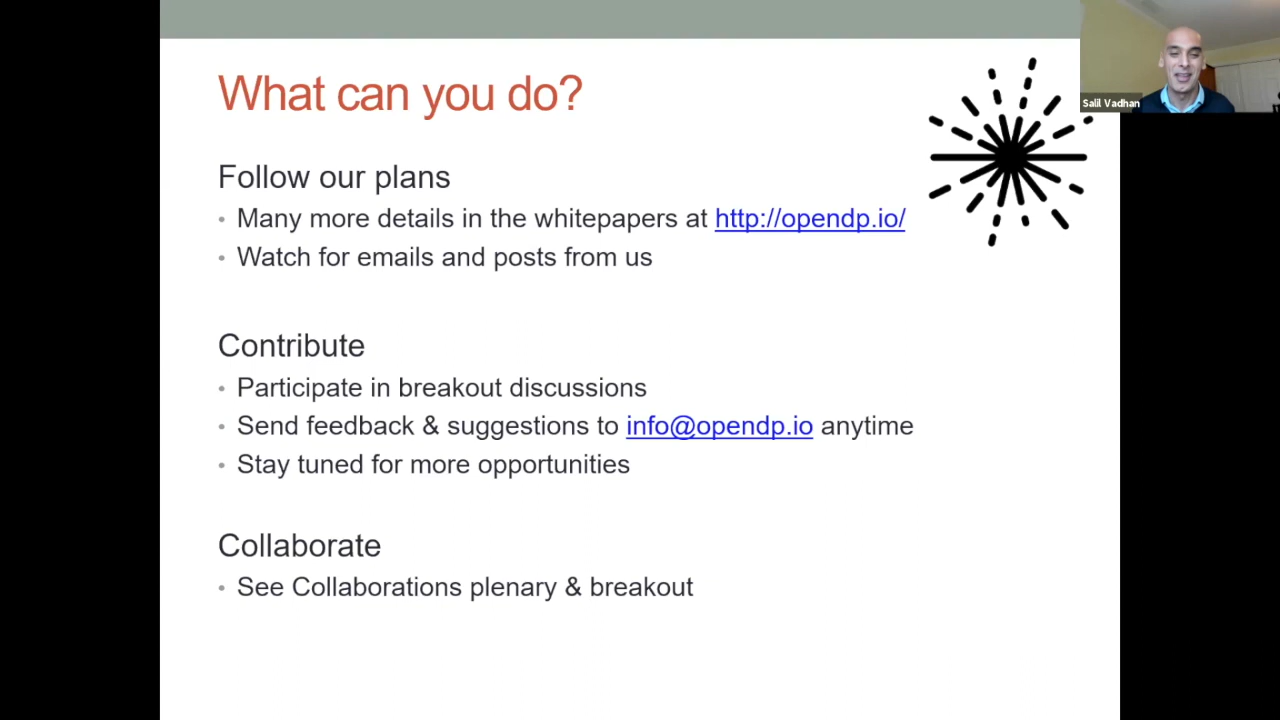 What can you do?
Salil Vadhan
Follow our plans
• Many more details in the whitepapers at http://opendp.io/
• Watch for emails and posts from us
Contribute
• Participate in breakout discussions
• Send feedback & suggestions to info@opendp.io anytime
• Stay tuned for more opportunities
Collaborate
• See Collaborations plenary & breakout